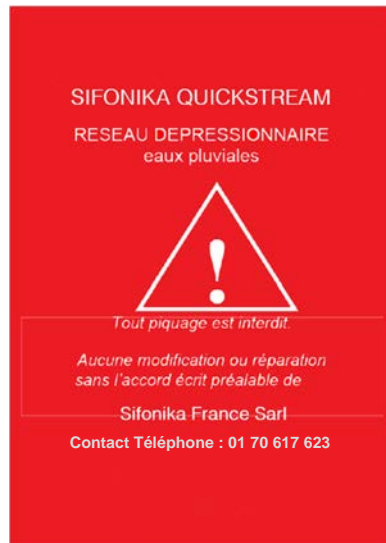 SIFONIKA QUICKSTREAM
RESEAU DEPRESSIONNAIRE
eaux pluviales
!
Tout piquage est interdit.
Aucune modification ou réparation
sans l'accord écrit préalable de
Sifonika France Sarl
Contact Téléphone : 01 70 617 623